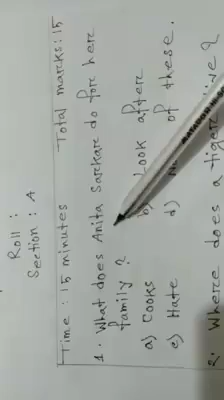 Roll :
Section : A
Time : 15 minutes Total marks : 15
1. What does Anita Sarkar do for her
family ?
a) Cooks b) Look after
c) Hate d) of these.
2. Where does a tiger live ?